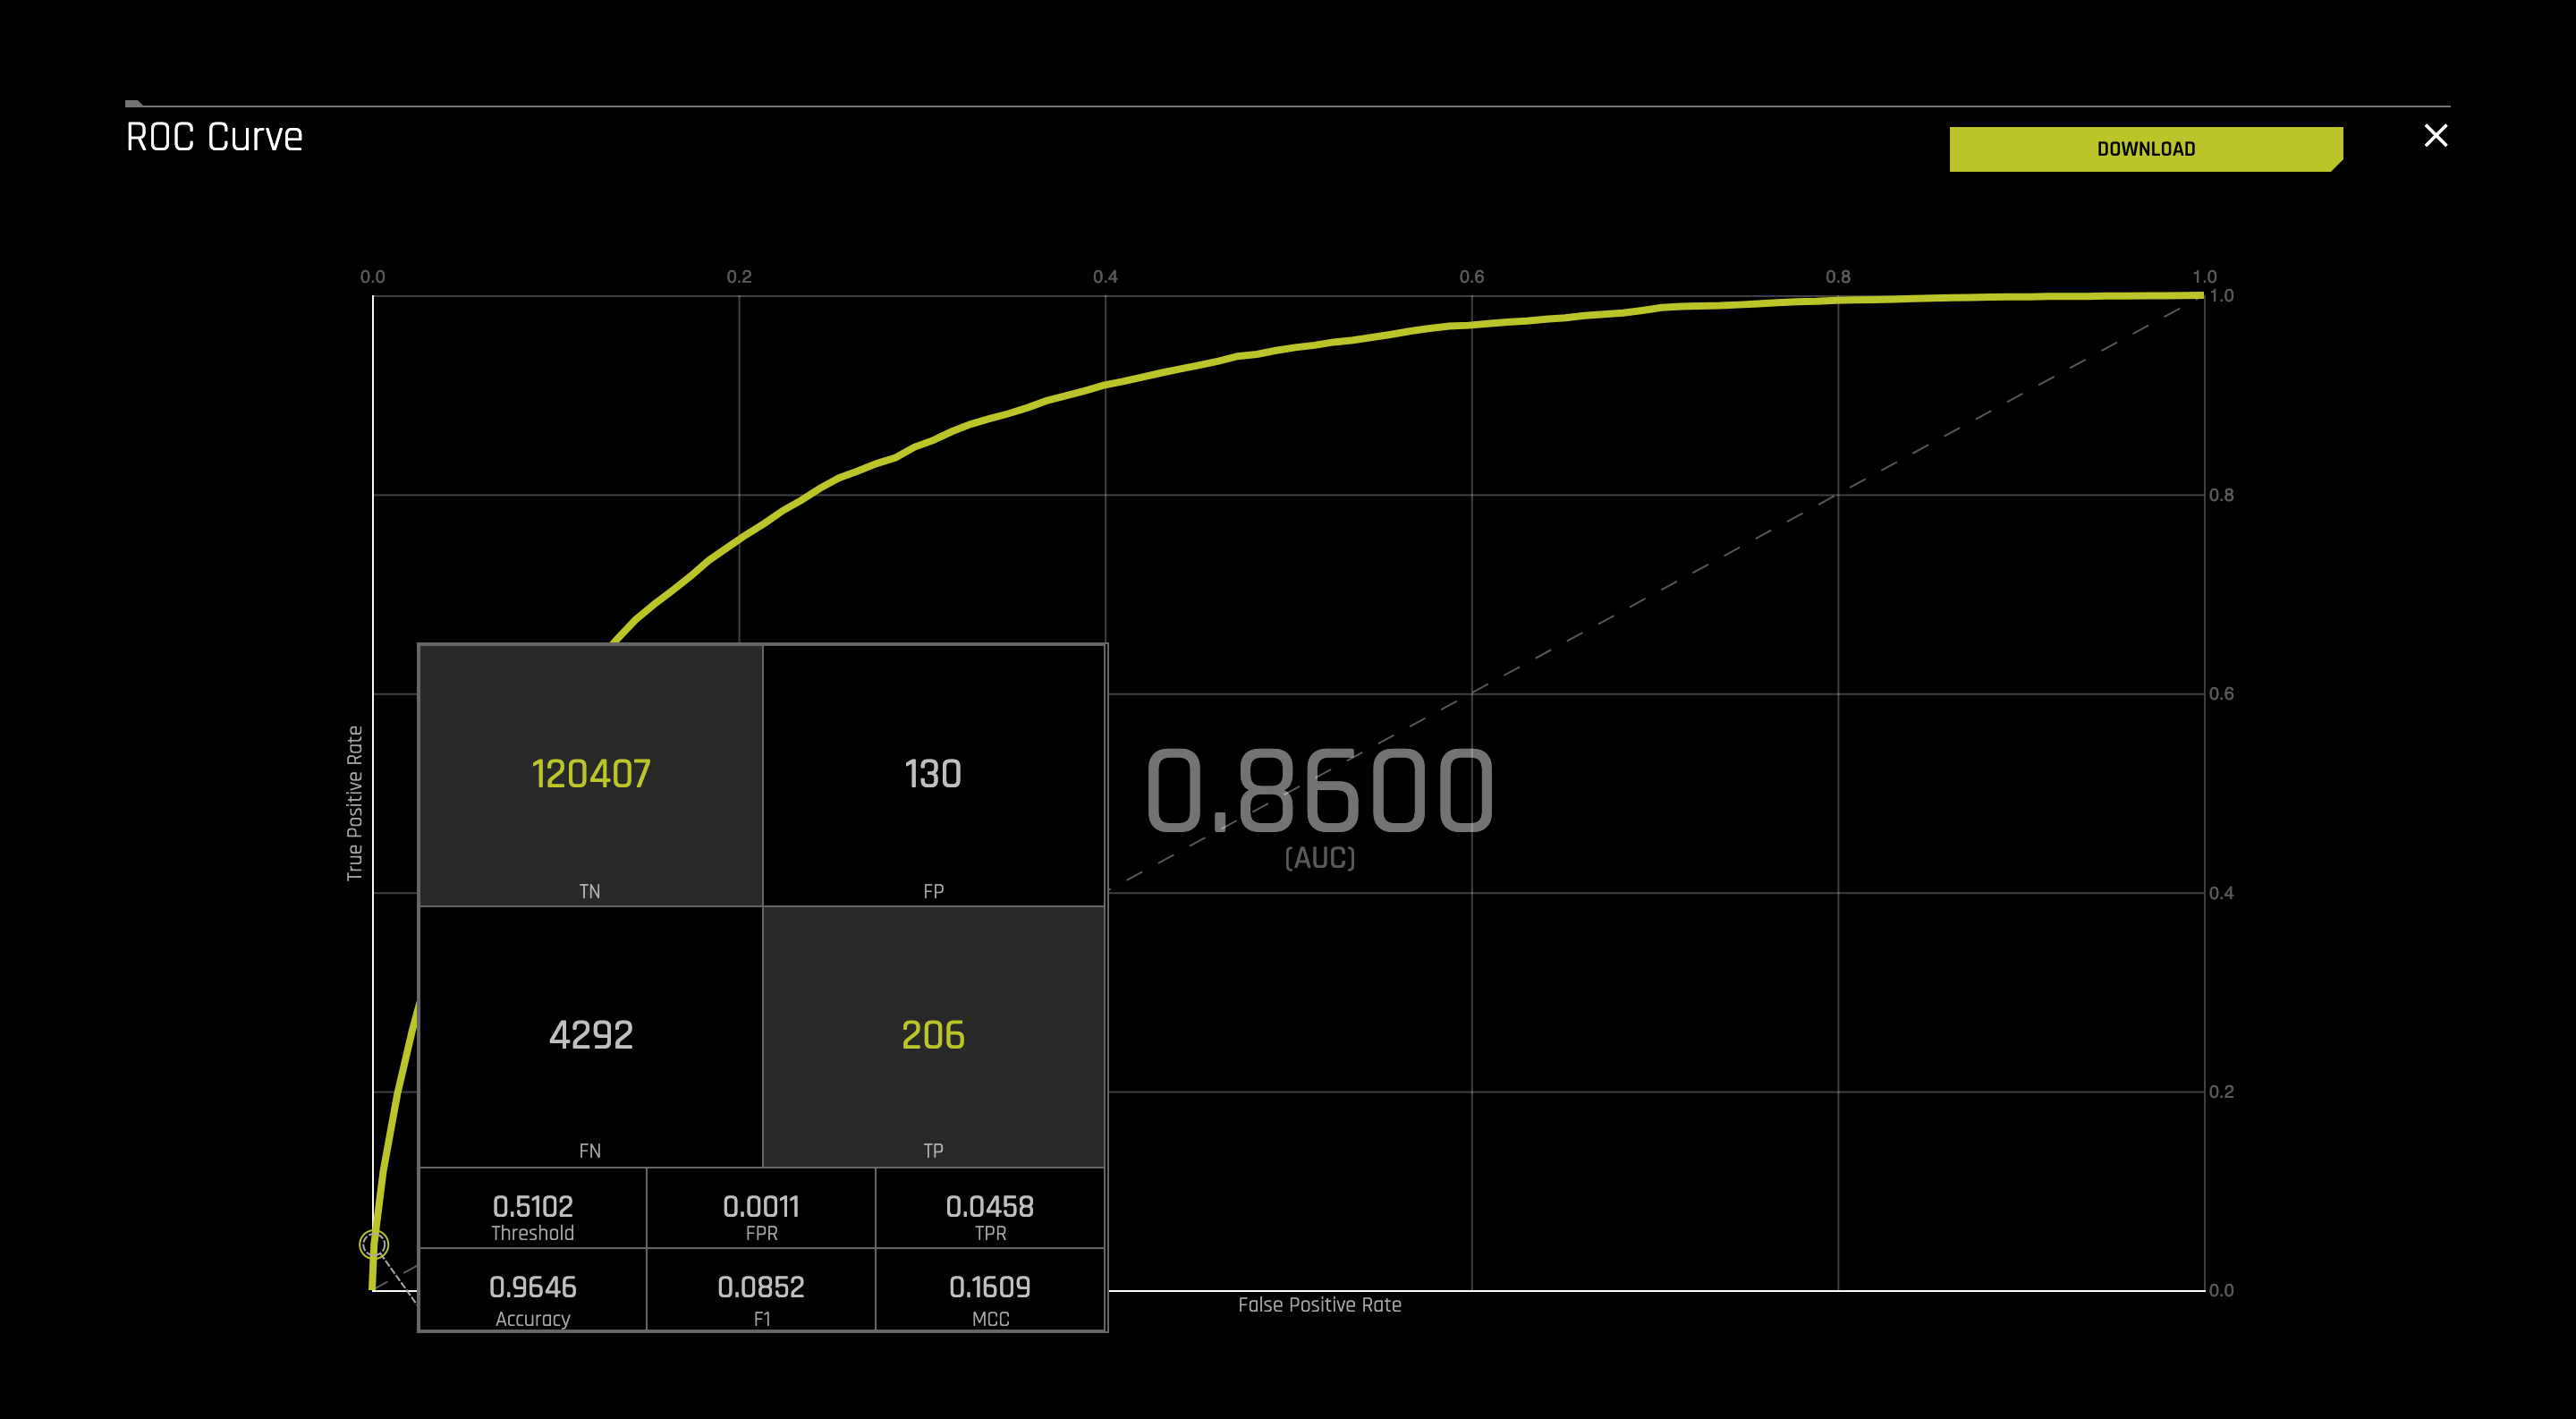 ROC Curve
DOWNLOAD
0.0 0.2 0.4 0.6 0.8 1.0
1.0
0.8
0.6
0.4
0.2
0.0
True Positive Rate
120407 130
TN FP
0.8600
(AUC)
4292 206
FN TP
0.5102 0.0011 0.0458
Threshold FPR TPR
0.9646 0.0852 0.1609
Accuracy F1 MCC
False Positive Rate